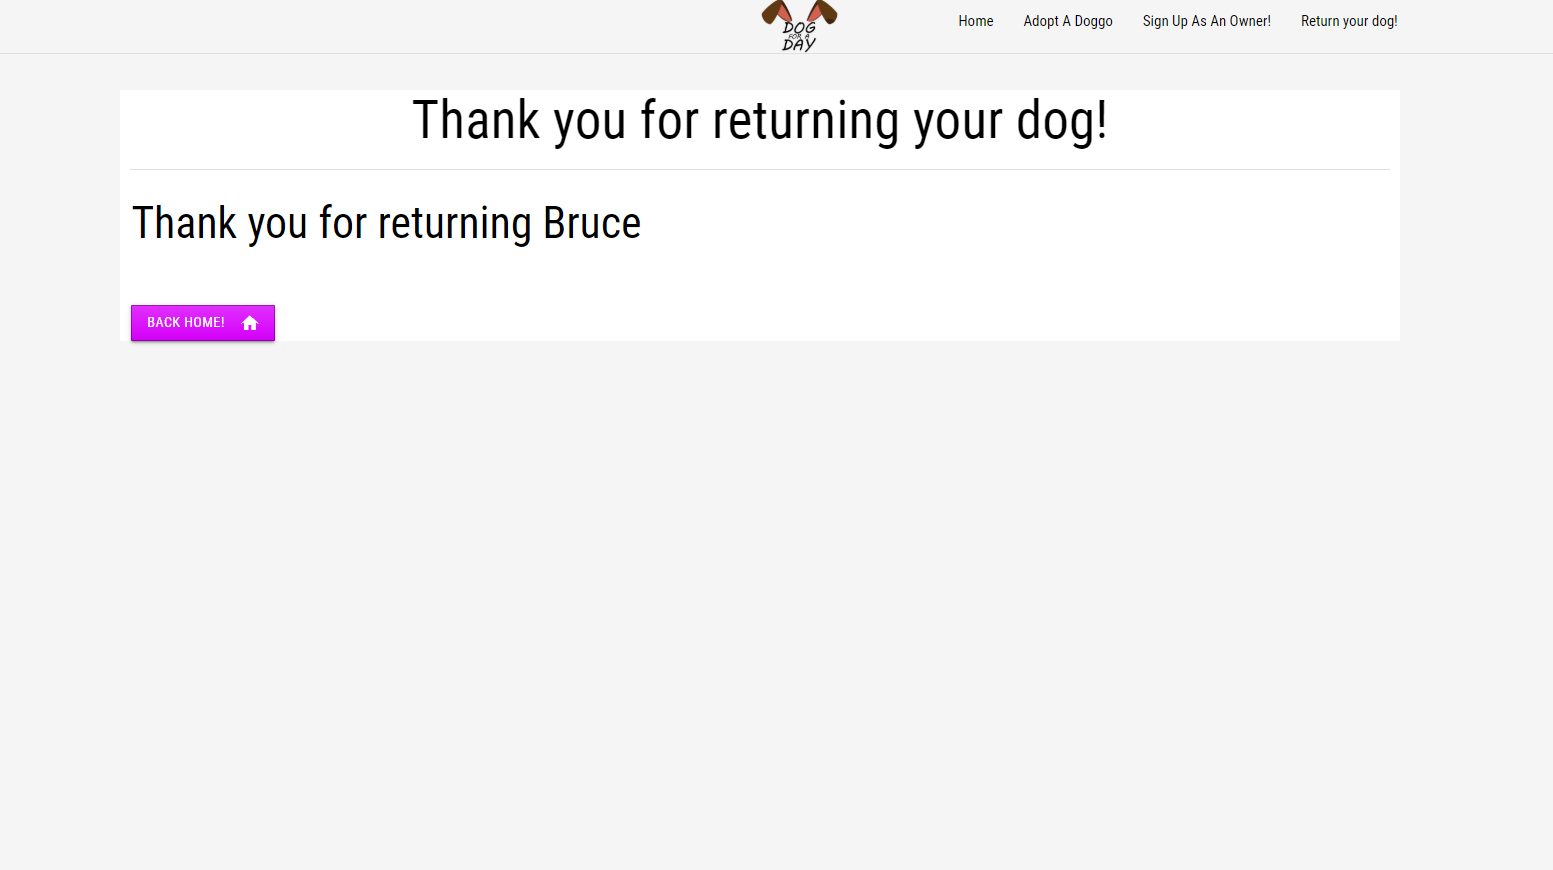 DOG
FOR A
DAY
Home Adopt A Doggo Sign Up As An Owner! Return your dog!
Thank you for returning your dog!
Thank you for returning Bruce
BACK HOME!